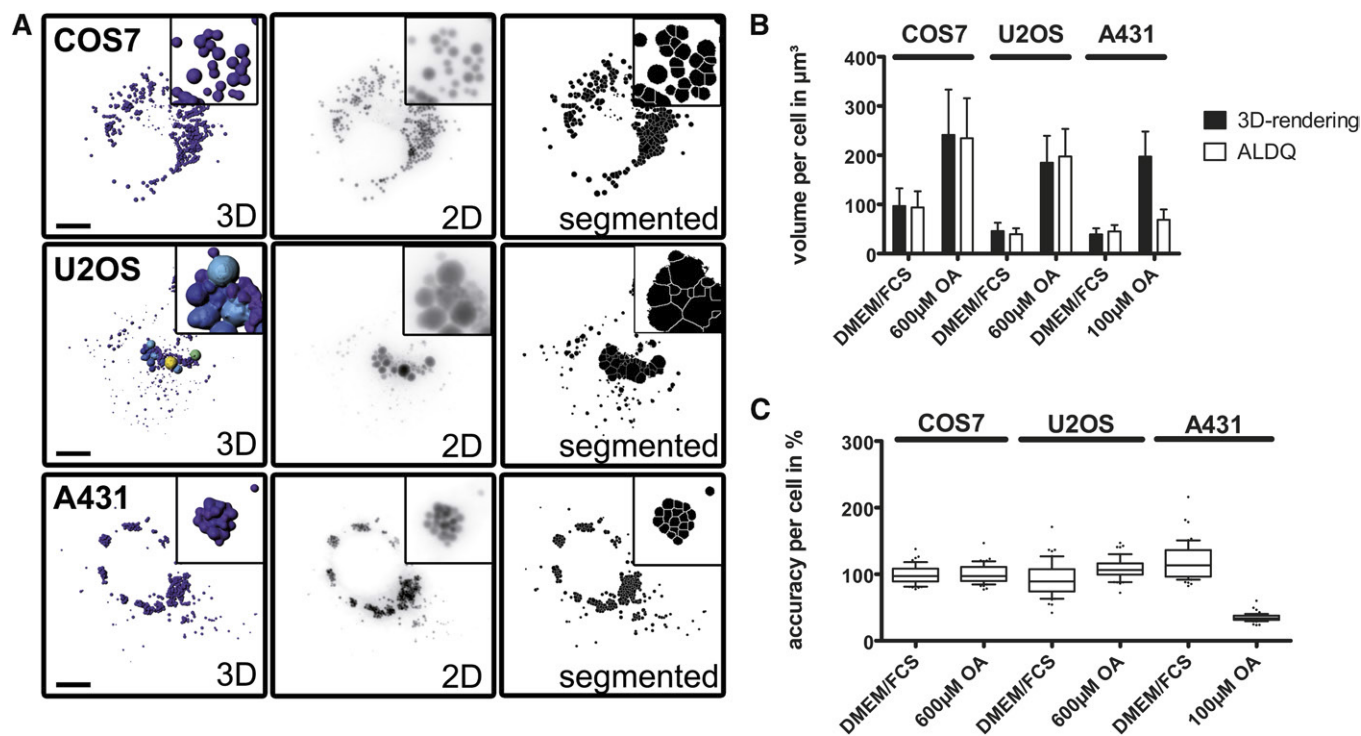 A
COS7
3D
2D
segmented
U2OS
3D
2D
segmented
A431
3D
2D
segmented
B
COS7 U2OS A431
volume per cell in µm³
400
300
200
100
0
DMEM/FCS
600µM OA
DMEM/FCS
600µM OA
DMEM/FCS
100µM OA
3D-rendering
ALDQ
C
COS7 U2OS A431
accuracy per cell in %
300
200
100
0
DMEM/FCS
600µM OA
DMEM/FCS
600µM OA
DMEM/FCS
100µM OA